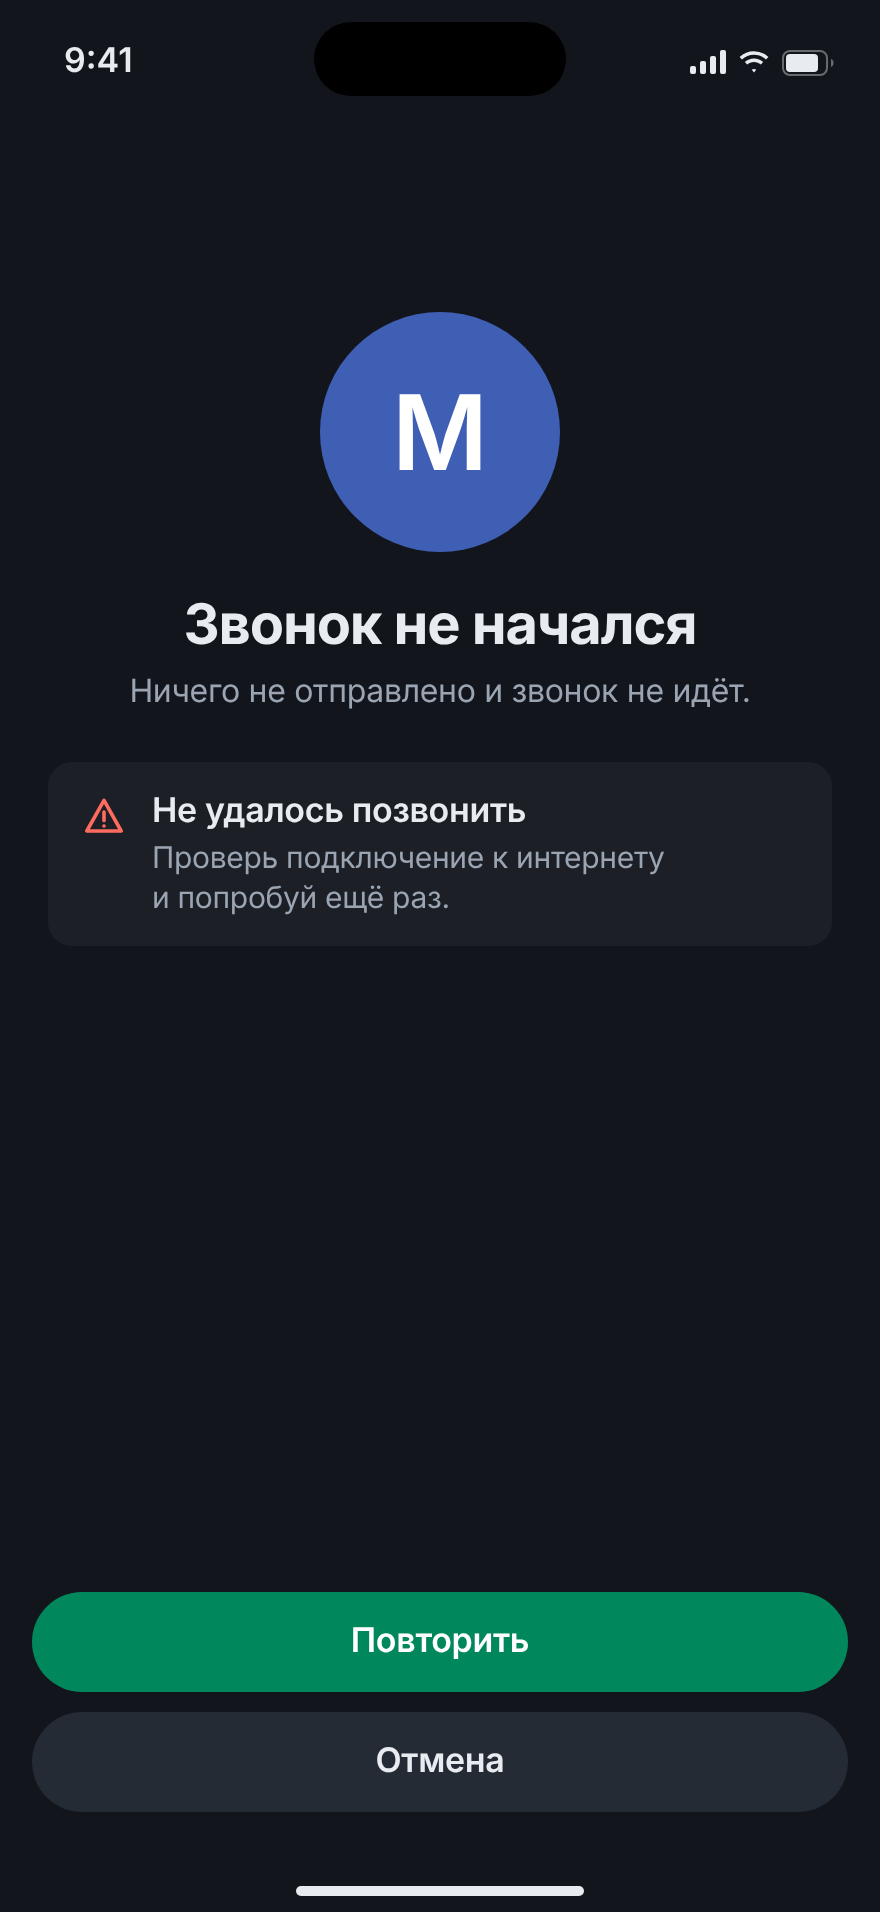 9:41
М
Звонок не начался
Ничего не отправлено и звонок не идёт.
Не удалось позвонить
Проверь подключение к интернету
и попробуй ещё раз.
Повторить
Отмена